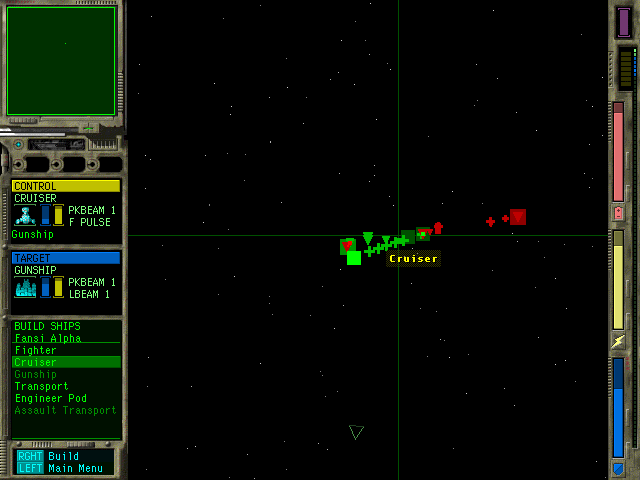 CONTROL
CRUISER
PKBEAM 1
F PULSE
Gunship
TARGET
GUNSHIP
PKBEAM 1
LBEAM 1
BUILD SHIPS
Fansi Alpha
Fighter
Cruiser
Gunship
Transport
Engineer Pod
Assault Transport
RGHT Build
LEFT Main Menu
Cruiser